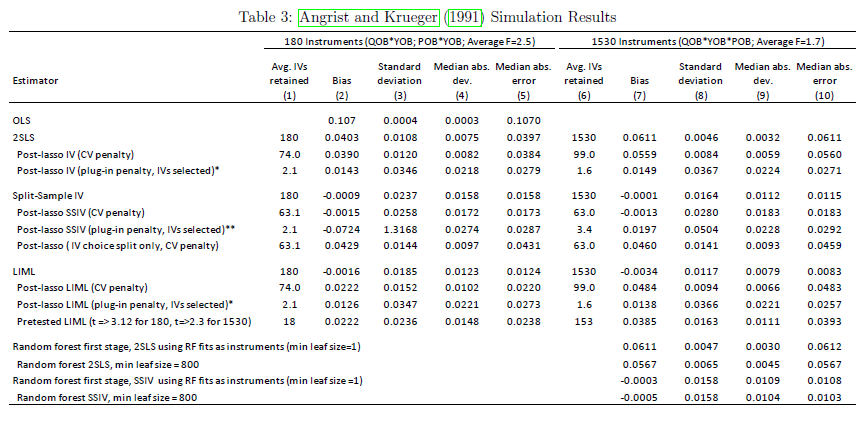 Table 3: Angrist and Krueger (1991) Simulation Results
180 Instruments (QOB*YOB; POB*YOB; Average F=2.5) 1530 Instruments (QOB*YOB*POB; Average F=1.7)
Avg. IVs Standard Median abs. Median abs. Avg. IVs Standard Median abs. Median abs.
Estimator retained Bias deviation dev. error retained Bias deviation dev. error
(1) (2) (3) (4) (5) (6) (7) (8) (9) (10)
OLS 0.107 0.0004 0.0003 0.1070
2SLS 180 0.0403 0.0108 0.0075 0.0397 1530 0.0611 0.0046 0.0032 0.0611
Post-lasso IV (CV penalty) 74.0 0.0390 0.0120 0.0082 0.0384 99.0 0.0559 0.0084 0.0059 0.0560
Post-lasso IV (plug-in penalty, IVs selected)* 2.1 0.0143 0.0346 0.0218 0.0279 1.6 0.0149 0.0367 0.0224 0.0271
Split-Sample IV 180 -0.0009 0.0237 0.0158 0.0158 1530 -0.0001 0.0164 0.0112 0.0115
Post-lasso SSIV (CV penalty) 63.1 -0.0015 0.0258 0.0172 0.0173 63.0 -0.0013 0.0280 0.0183 0.0183
Post-lasso SSIV (plug-in penalty, IVs selected)** 2.1 -0.0724 1.3168 0.0274 0.0287 3.4 0.0197 0.0504 0.0228 0.0292
Post-lasso ( IV choice split only, CV penalty) 63.1 0.0429 0.0144 0.0097 0.0431 63.0 0.0460 0.0141 0.0093 0.0459
LIML 180 -0.0016 0.0185 0.0123 0.0124 1530 -0.0034 0.0117 0.0079 0.0083
Post-lasso LIML (CV penalty) 74.0 0.0222 0.0152 0.0102 0.0220 99.0 0.0484 0.0094 0.0066 0.0483
Post-lasso LIML (plug-in penalty, IVs selected)* 2.1 0.0126 0.0347 0.0221 0.0273 1.6 0.0138 0.0366 0.0221 0.0257
Pretested LIML (t =>3.12 for 180, t=>2.3 for 1530) 18 0.0222 0.0236 0.0148 0.0238 153 0.0385 0.0163 0.0111 0.0393
Random forest first stage, 2SLS using RF fits as instruments (min leaf size=1) 0.0611 0.0047 0.0030 0.0612
Random forest 2SLS, min leaf size = 800 0.0567 0.0065 0.0045 0.0567
Random forest first stage, SSIV using RF fits as instruments (min leaf size =1) -0.0003 0.0158 0.0109 0.0108
Random forest SSIV, min leaf size = 800 -0.0005 0.0158 0.0104 0.0103